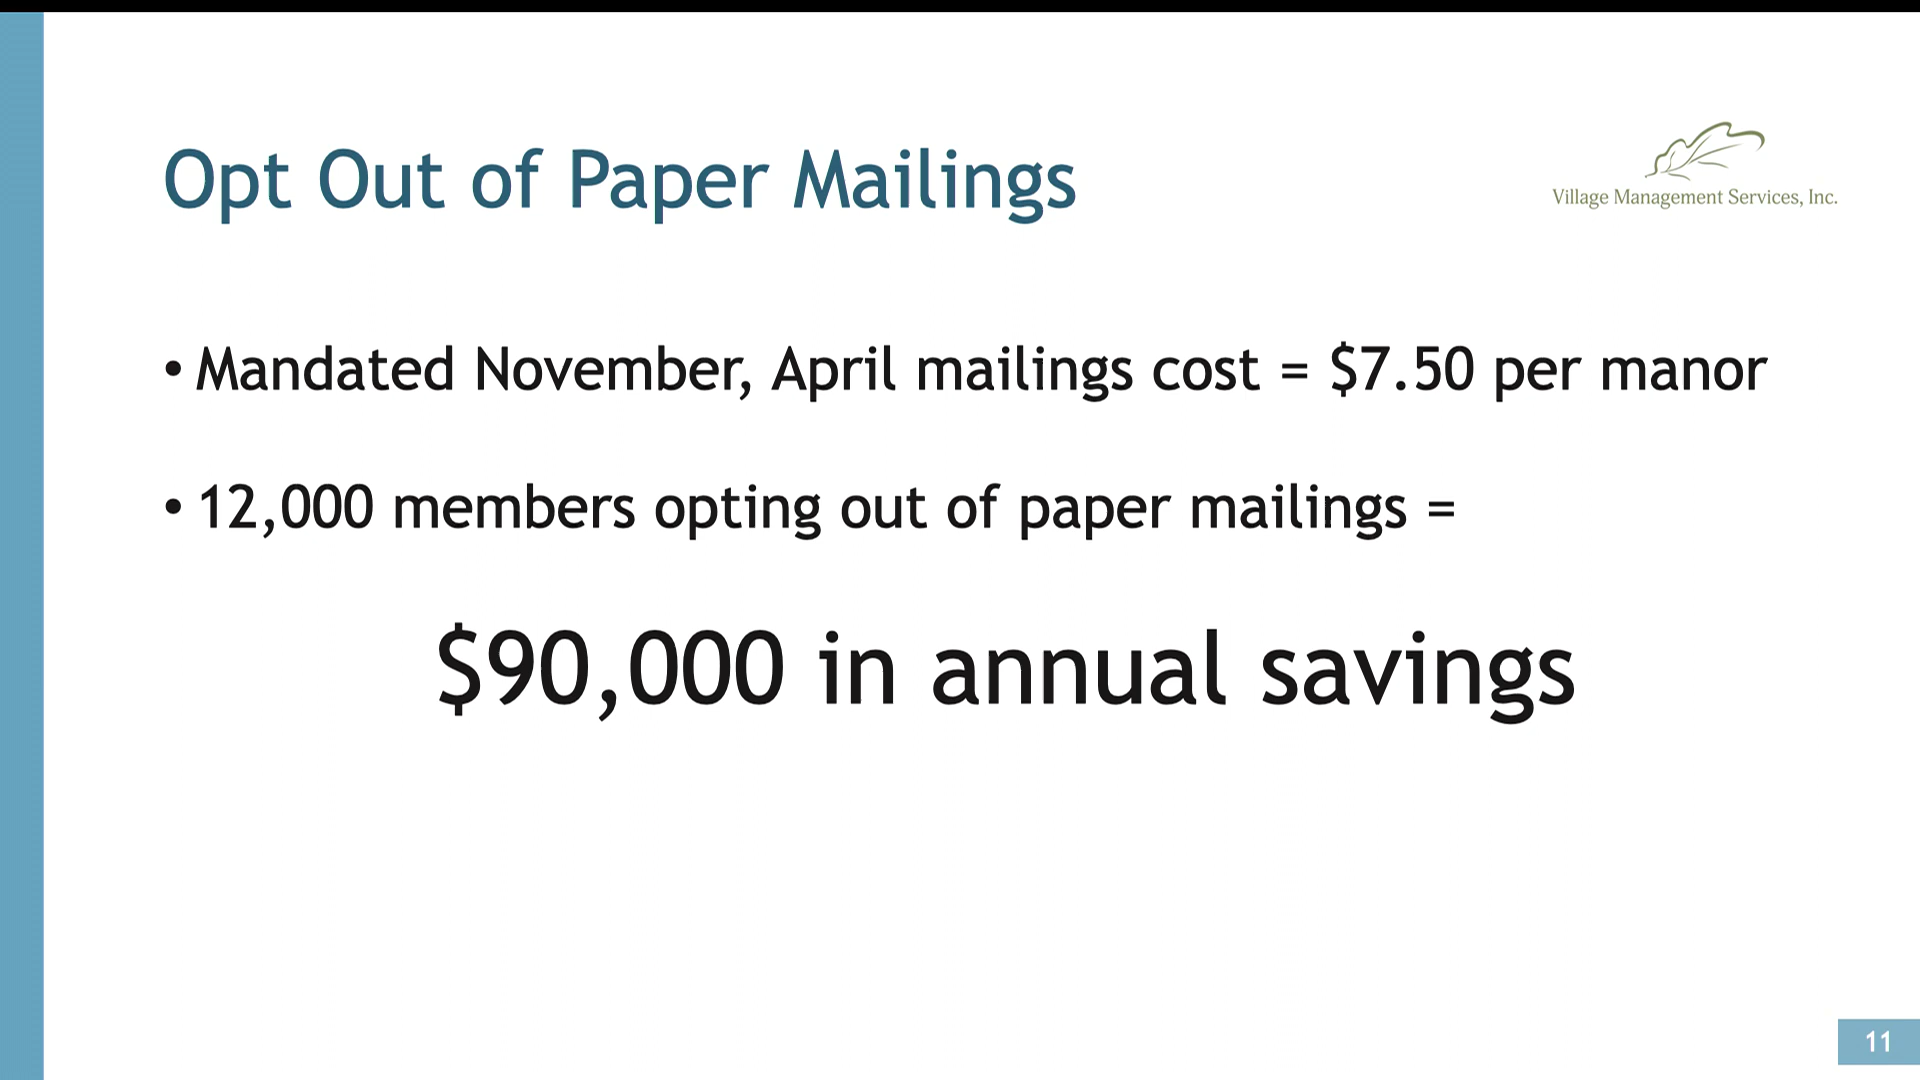 Opt Out of Paper Mailings
Village Management Services, Inc.
• Mandated November, April mailings cost = $7.50 per manor
• 12,000 members opting out of paper mailings =
$90,000 in annual savings
11